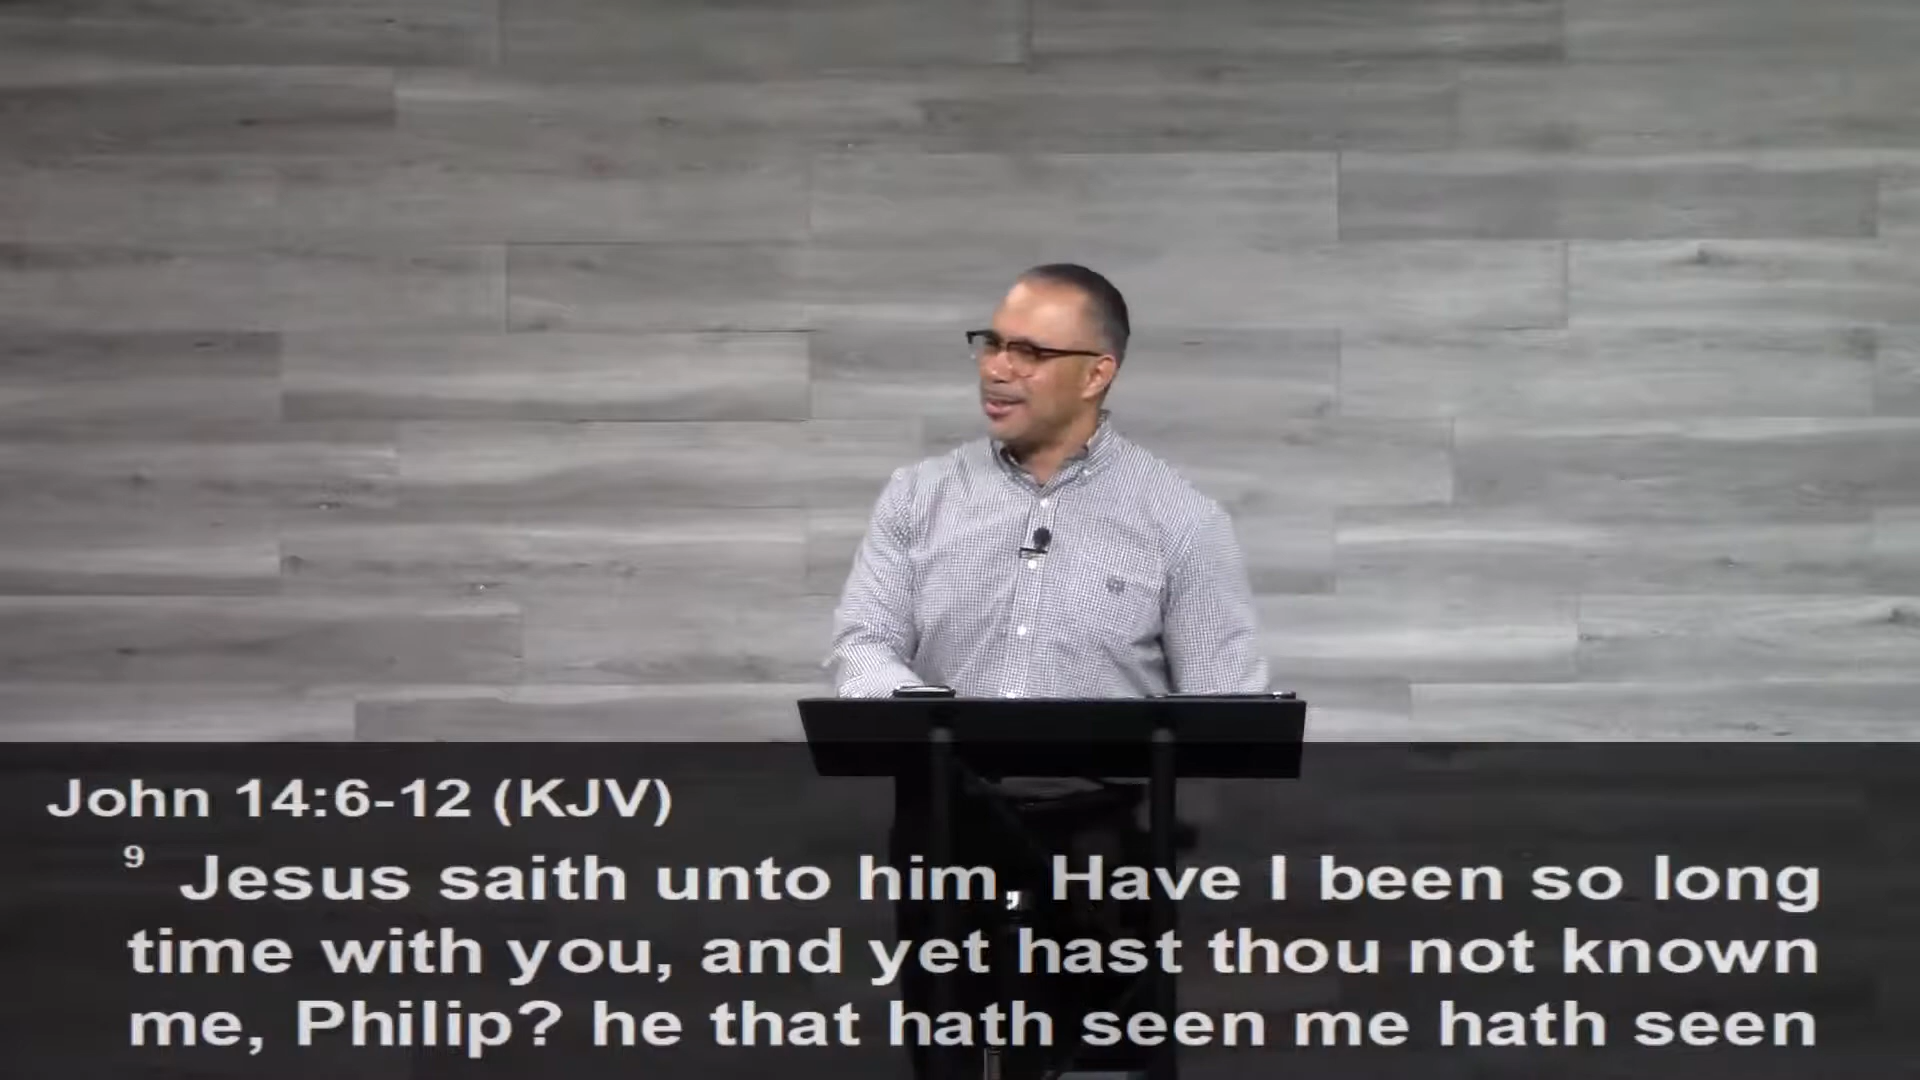 John 14:6-12 (KJV)
9 Jesus saith unto him, Have I been so long
time with you, and yet hast thou not known
me, Philip? he that hath seen me hath seen